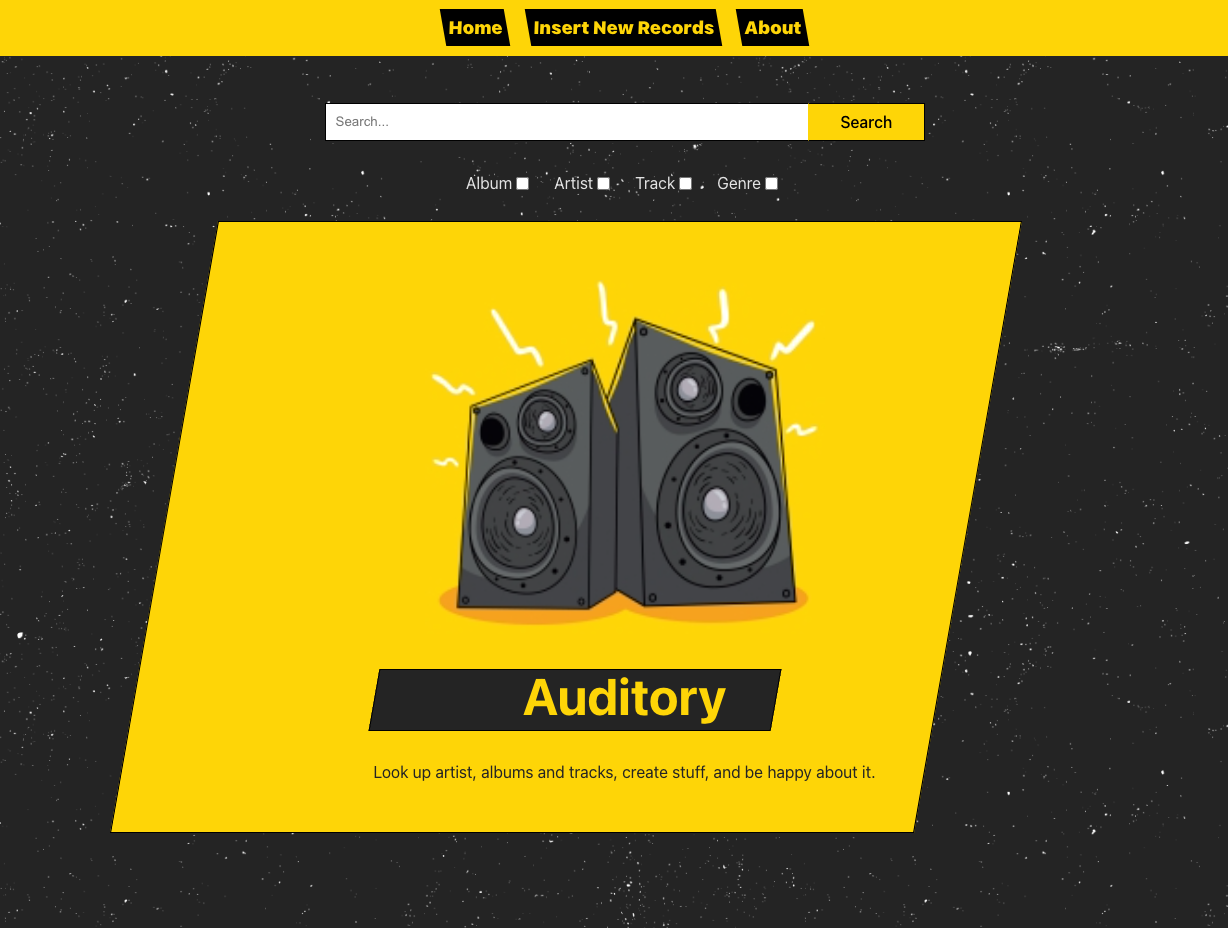 Home Insert New Records About
Search... Search
Album Artist Track Genre
Auditory
Look up artist, albums and tracks, create stuff, and be happy about it.